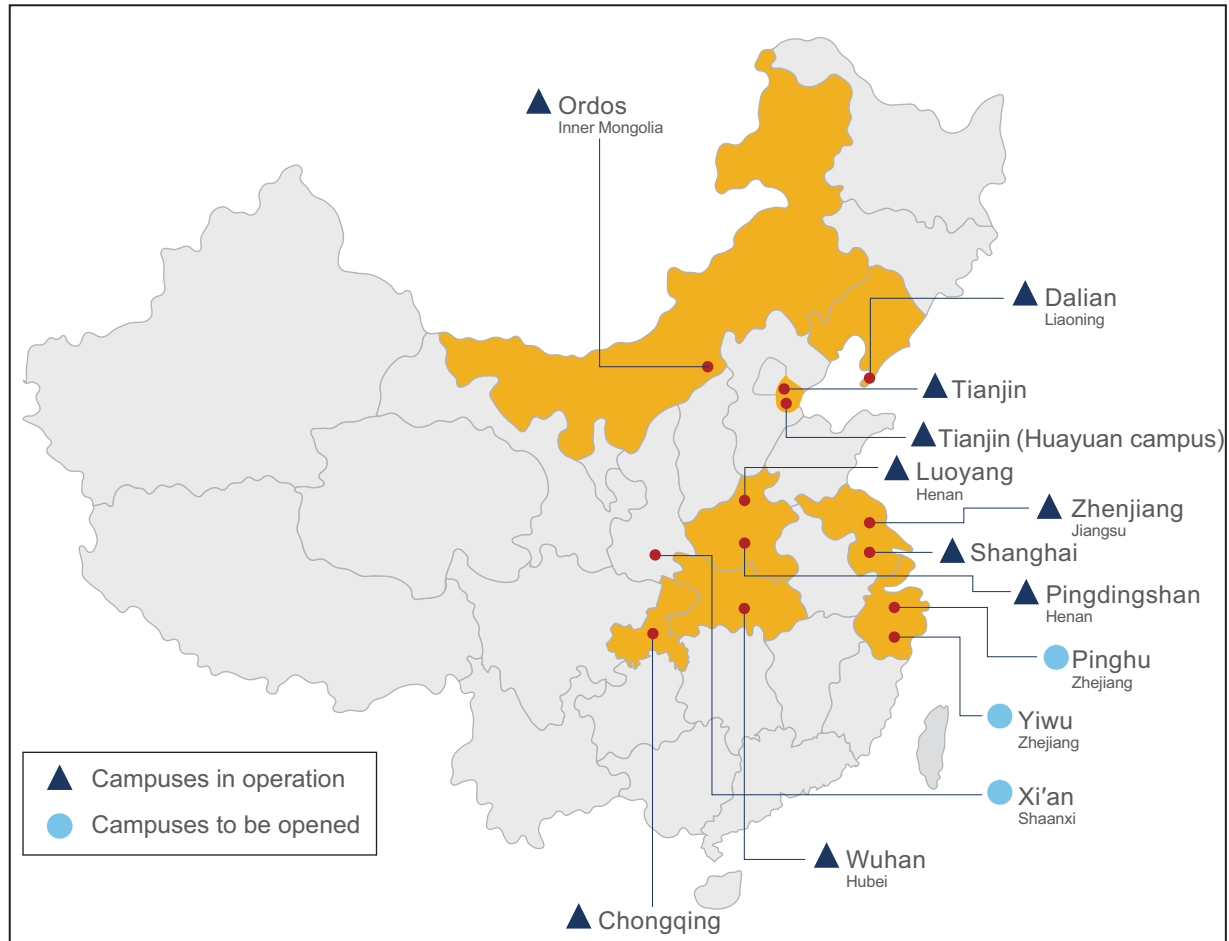 Ordos
Inner Mongolia
Dalian
Liaoning
Tianjin
Tianjin (Huayuan campus)
Luoyang
Henan
Zhenjiang
Jiangsu
Shanghai
Pingdingshan
Henan
Pinghu
Zhejiang
Yiwu
Zhejiang
Xi'an
Shaanxi
Wuhan
Hubei
Chongqing
Campuses in operation
Campuses to be opened